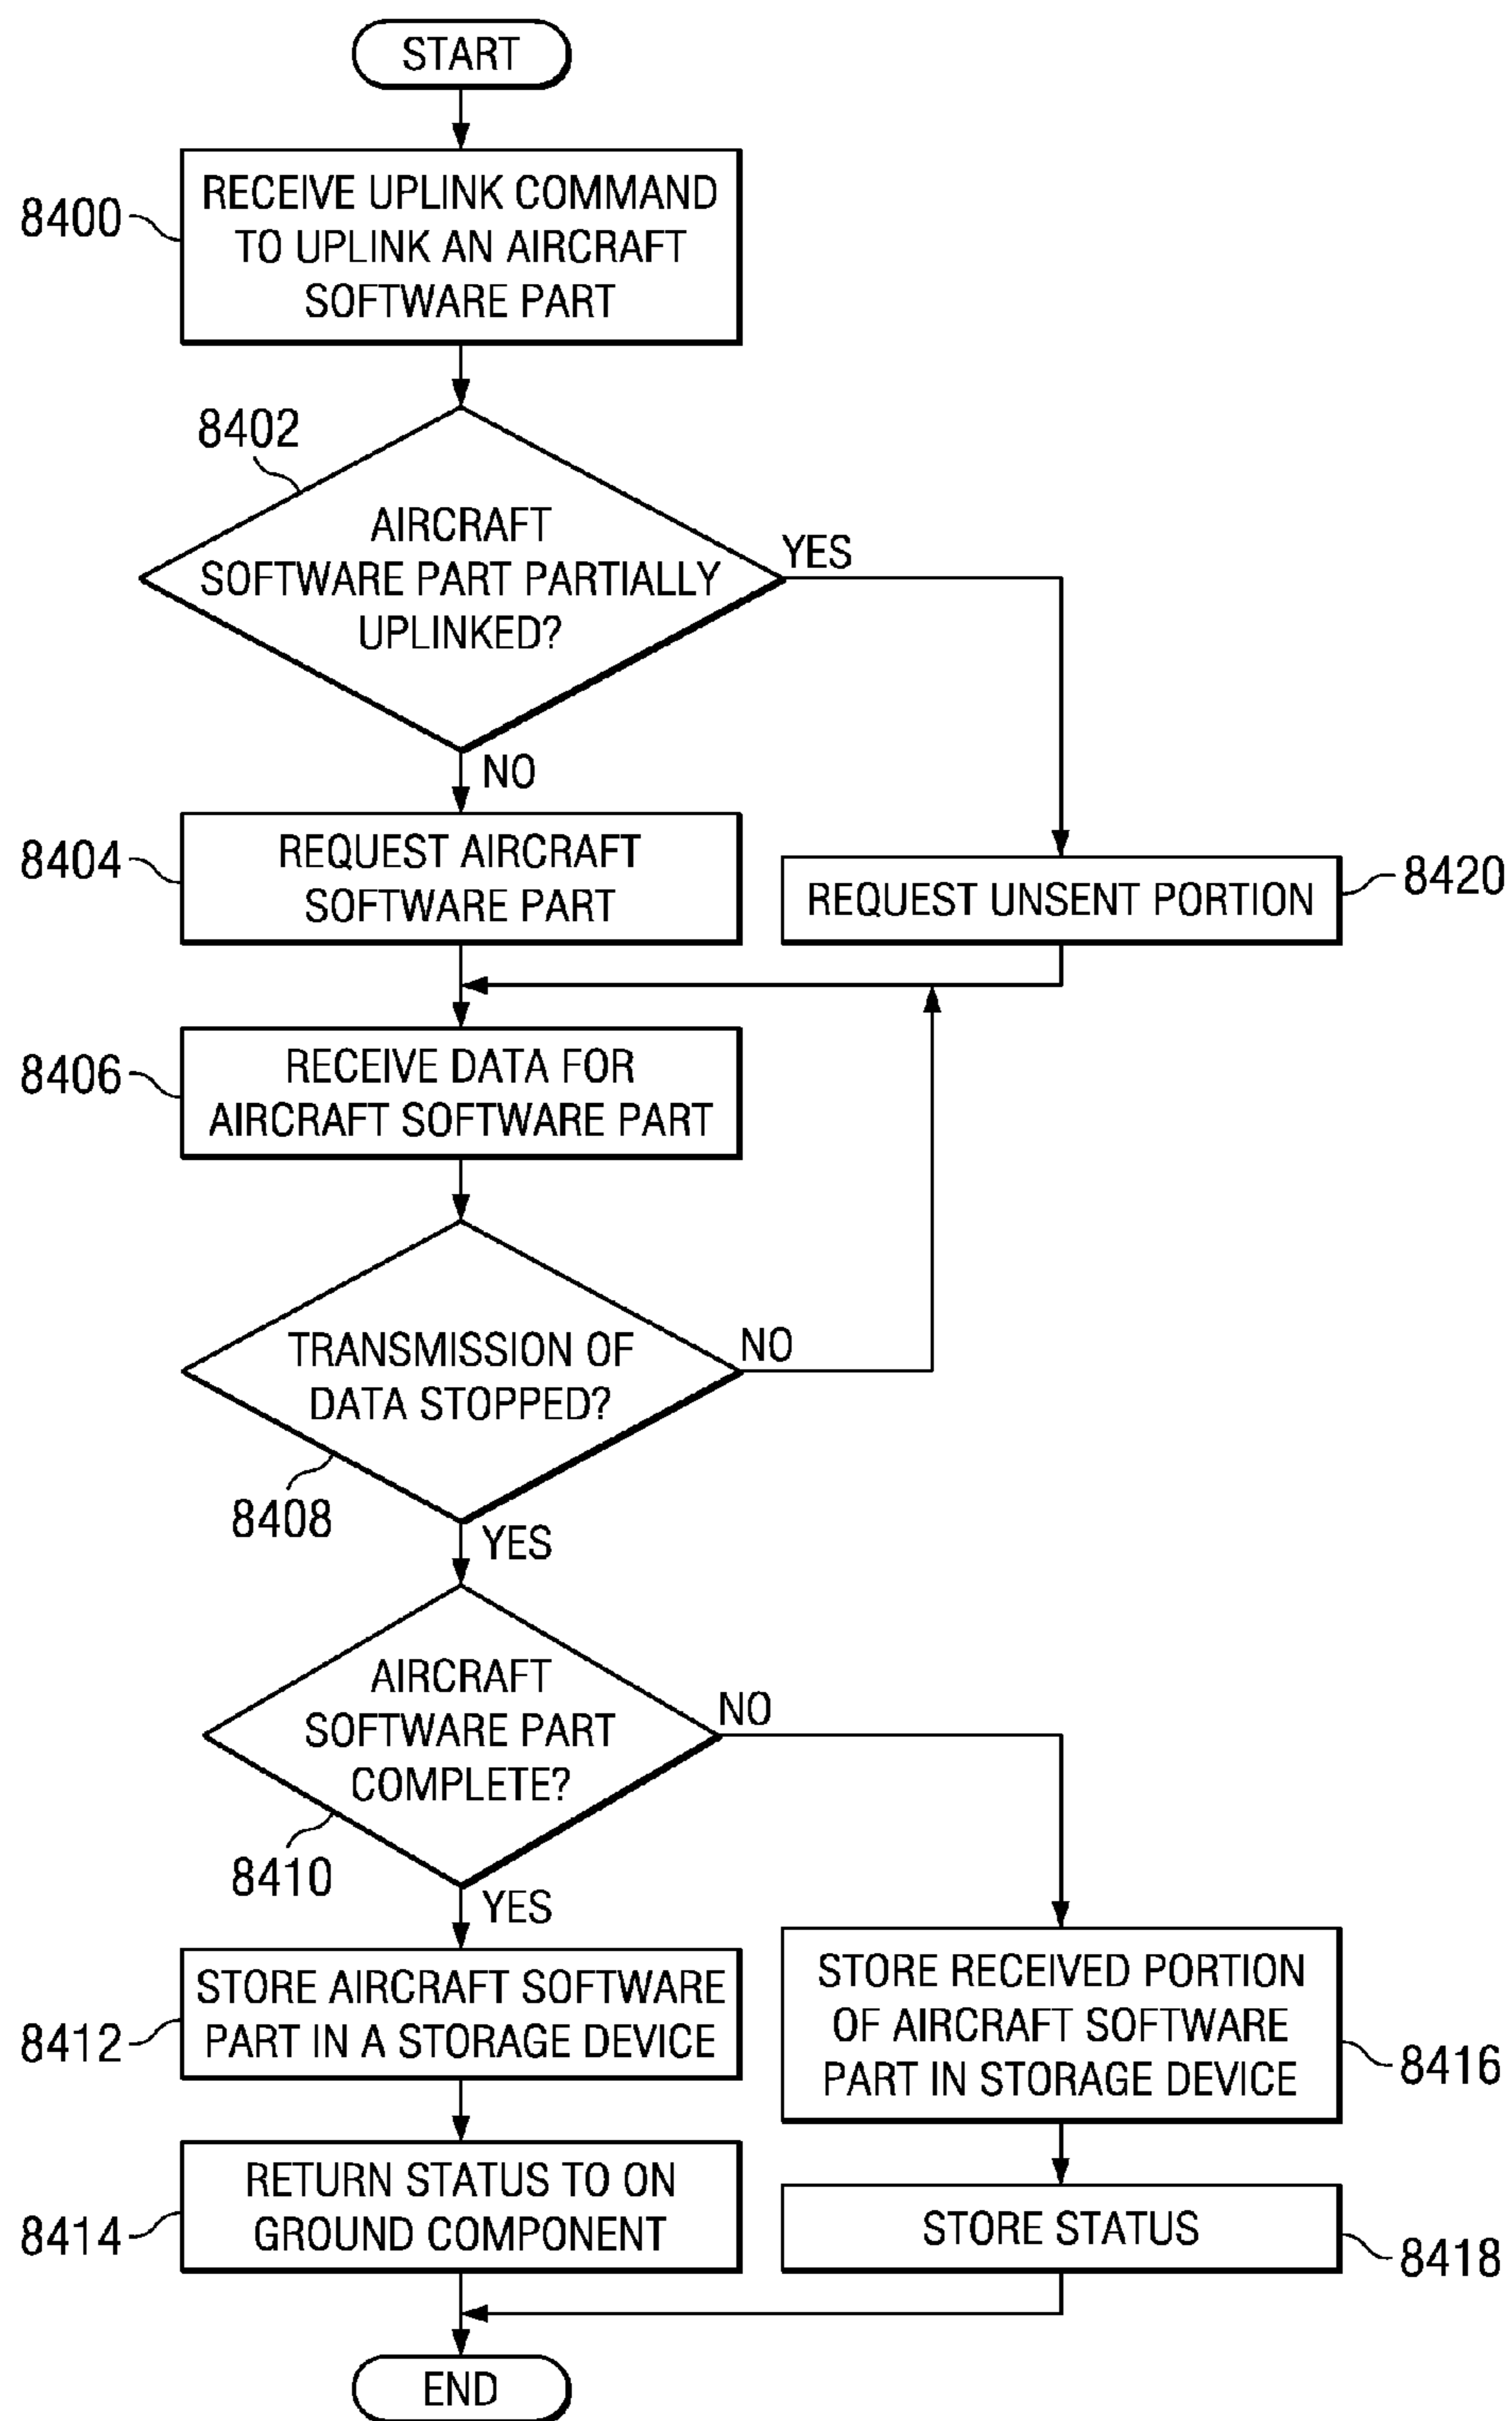 START
8400
RECEIVE UPLINK COMMAND
TO UPLINK AN AIRCRAFT
SOFTWARE PART
8402
AIRCRAFT
SOFTWARE PART PARTIALLY
UPLINKED?
YES
NO
8404
REQUEST AIRCRAFT
SOFTWARE PART
REQUEST UNSENT PORTION
8420
8406
RECEIVE DATA FOR
AIRCRAFT SOFTWARE PART
TRANSMISSION OF
DATA STOPPED?
NO
8408
YES
AIRCRAFT
SOFTWARE PART
COMPLETE?
NO
8410
YES
8412
STORE AIRCRAFT SOFTWARE
PART IN A STORAGE DEVICE
STORE RECEIVED PORTION
OF AIRCRAFT SOFTWARE
PART IN STORAGE DEVICE
8416
8414
RETURN STATUS TO ON
GROUND COMPONENT
STORE STATUS
8418
END